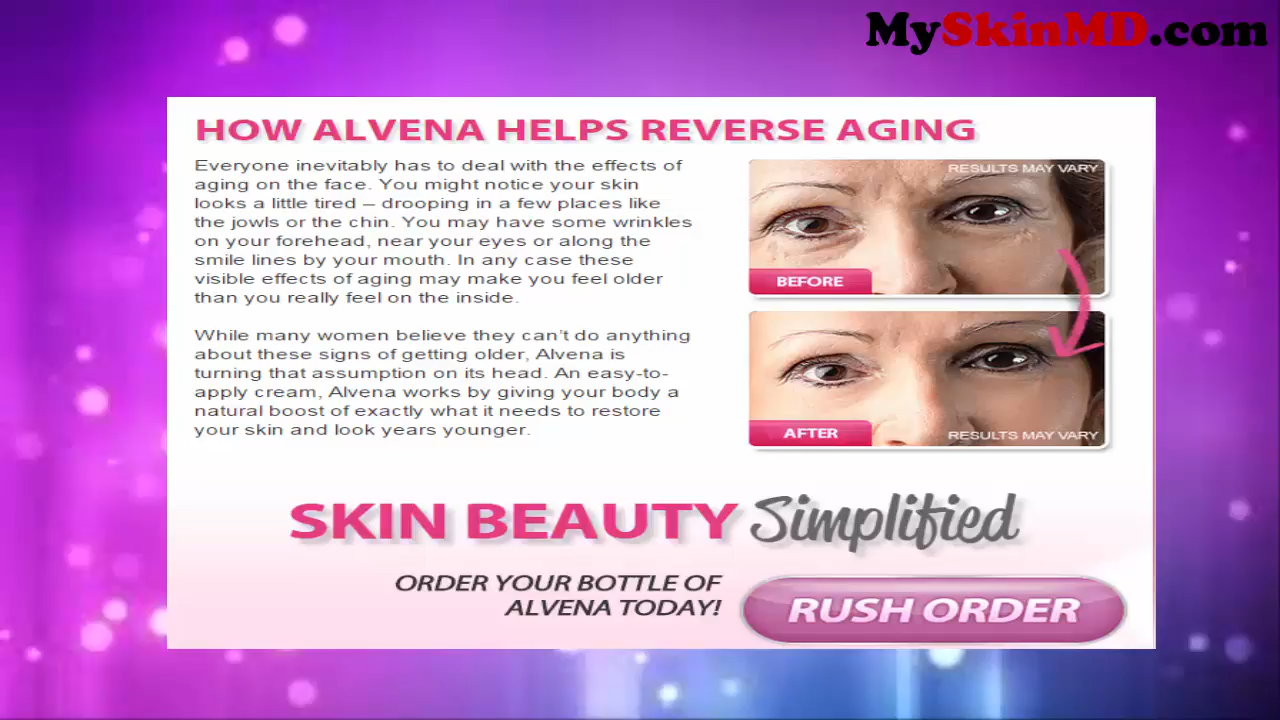 MySkinMD.com
HOW ALVENA HELPS REVERSE AGING
Everyone inevitably has to deal with the effects of
aging on the face. You might notice your skin
looks a little tired – drooping in a few places like
the jowls or the chin. You may have some wrinkles
on your forehead, near your eyes or along the
smile lines by your mouth. In any case these
visible effects of aging may make you feel older
than you really feel on the inside.
While many women believe they can't do anything
about these signs of getting older, Alvena is
turning that assumption on its head. An easy-to-
apply cream, Alvena works by giving your body a
natural boost of exactly what it needs to restore
your skin and look years younger.
RESULTS MAY VARY
BEFORE
AFTER
RESULTS MAY VARY
SKIN BEAUTY Simplified
ORDER YOUR BOTTLE OF
ALVENA TODAY!
RUSH ORDER